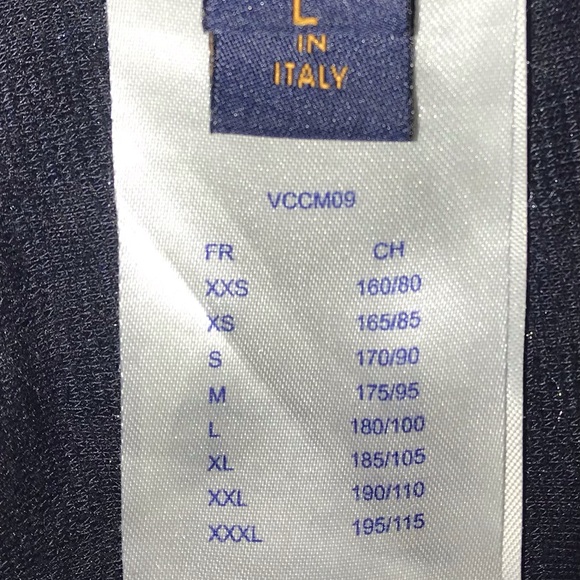 L
IN
ITALY
VCCM09
FR CH
XXS 160/80
XS 165/85
S 170/90
M 175/95
L 180/100
XL 185/105
XXL 190/110
XXXL 195/115